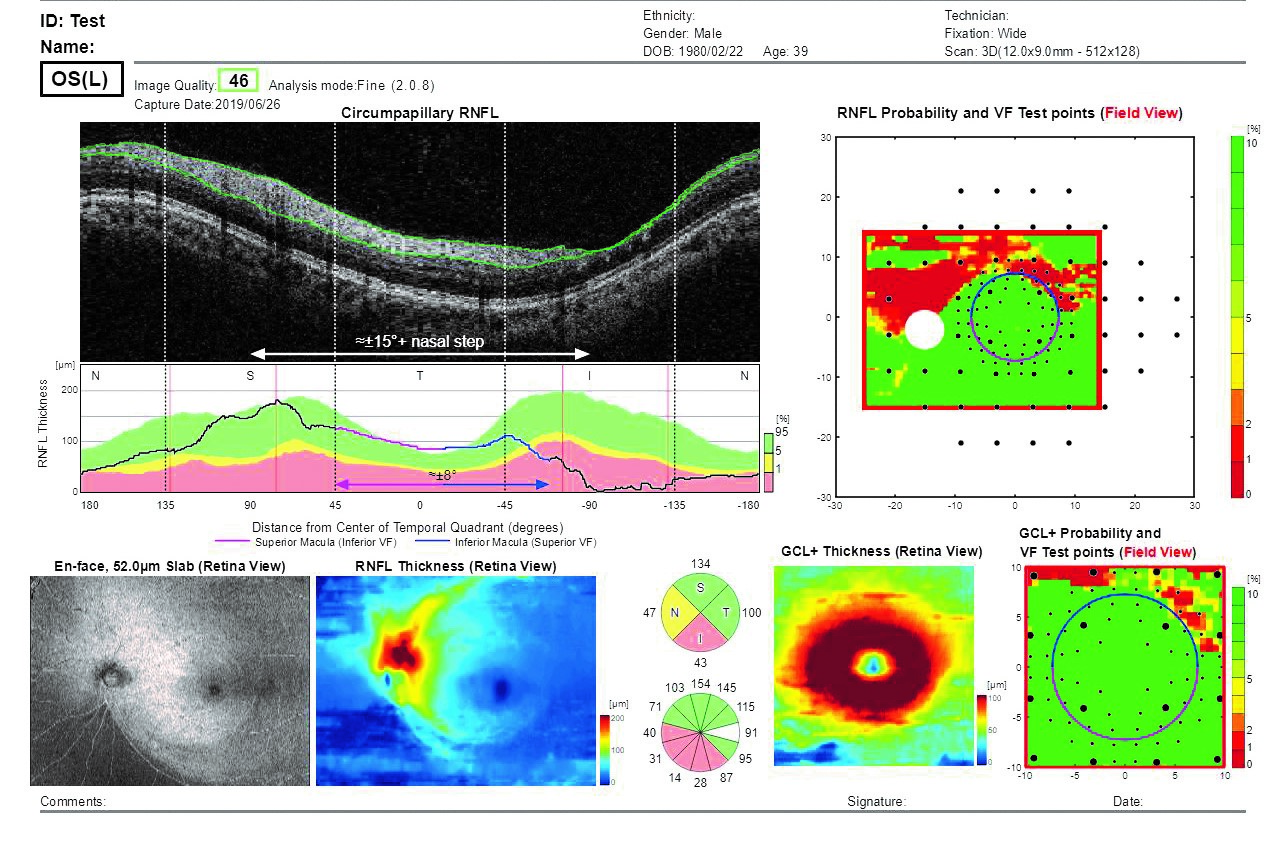 ID: Test
Name:
Ethnicity:
Gender: Male
DOB: 1980/02/22 Age: 39
Technician:
Fixation: Wide
Scan: 3D(12.0x9.0mm - 512x128)
OS(L)
Image Quality: 46 Analysis mode:Fine (2.0.8)
Capture Date:2019/06/26
Circumpapillary RNFL
≈±15°+ nasal step
[µm]
N S T I N
200
100
0
RNFL Thickness
≈±8°
[%]
95
5
1
180 135 90 45 0 -45 -90 -135 -180
Distance from Center of Temporal Quadrant (degrees)
Superior Macula (Inferior VF) Inferior Macula (Superior VF)
RNFL Probability and VF Test points (Field View)
30
20
10
0
-10
-20
-30
-30 -20 -10 0 10 20 30
[%]
10
5
2
1
0
En-face, 52.0µm Slab (Retina View)
RNFL Thickness (Retina View)
[µm]
200
100
0
134
S
47 N T 100
I
43
103 154 145
71 115
40 91
31 95
14 28 87
GCL+ Thickness (Retina View)
[µm]
100
50
0
GCL+ Probability and
VF Test points (Field View)
10
5
0
-5
-10
-10 -5 0 5 10
[%]
10
5
2
1
0
Comments:
Signature:
Date: